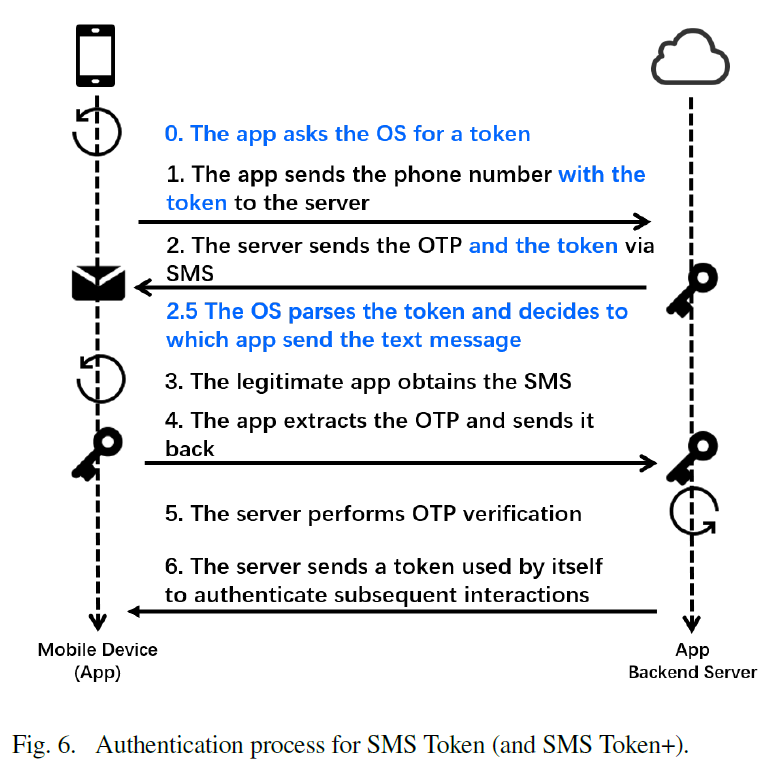 0. The app asks the OS for a token
1. The app sends the phone number with the
token to the server
2. The server sends the OTP and the token via
SMS
2.5 The OS parses the token and decides to
which app send the text message
3. The legitimate app obtains the SMS
4. The app extracts the OTP and sends it
back
5. The server performs OTP verification
6. The server sends a token used by itself
to authenticate subsequent interactions
Mobile Device
(App)
App
Backend Server
Fig. 6. Authentication process for SMS Token (and SMS Token+).